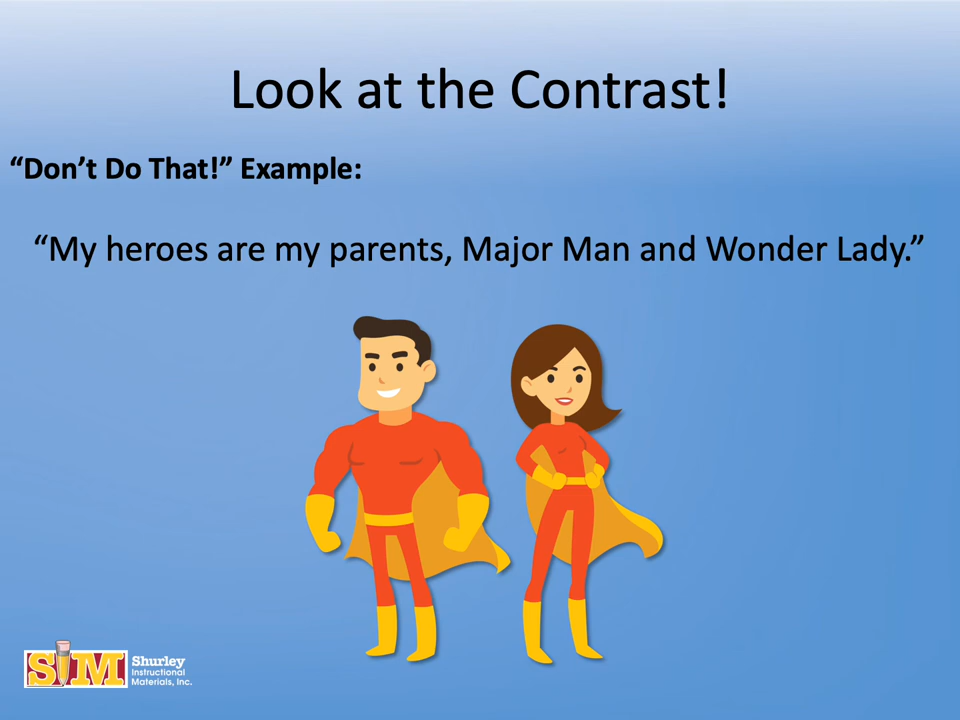 Look at the Contrast!
“Don’t Do That!” Example:
“My heroes are my parents, Major Man and Wonder Lady.”
SIM Shurley
Instructional
Materials, Inc.